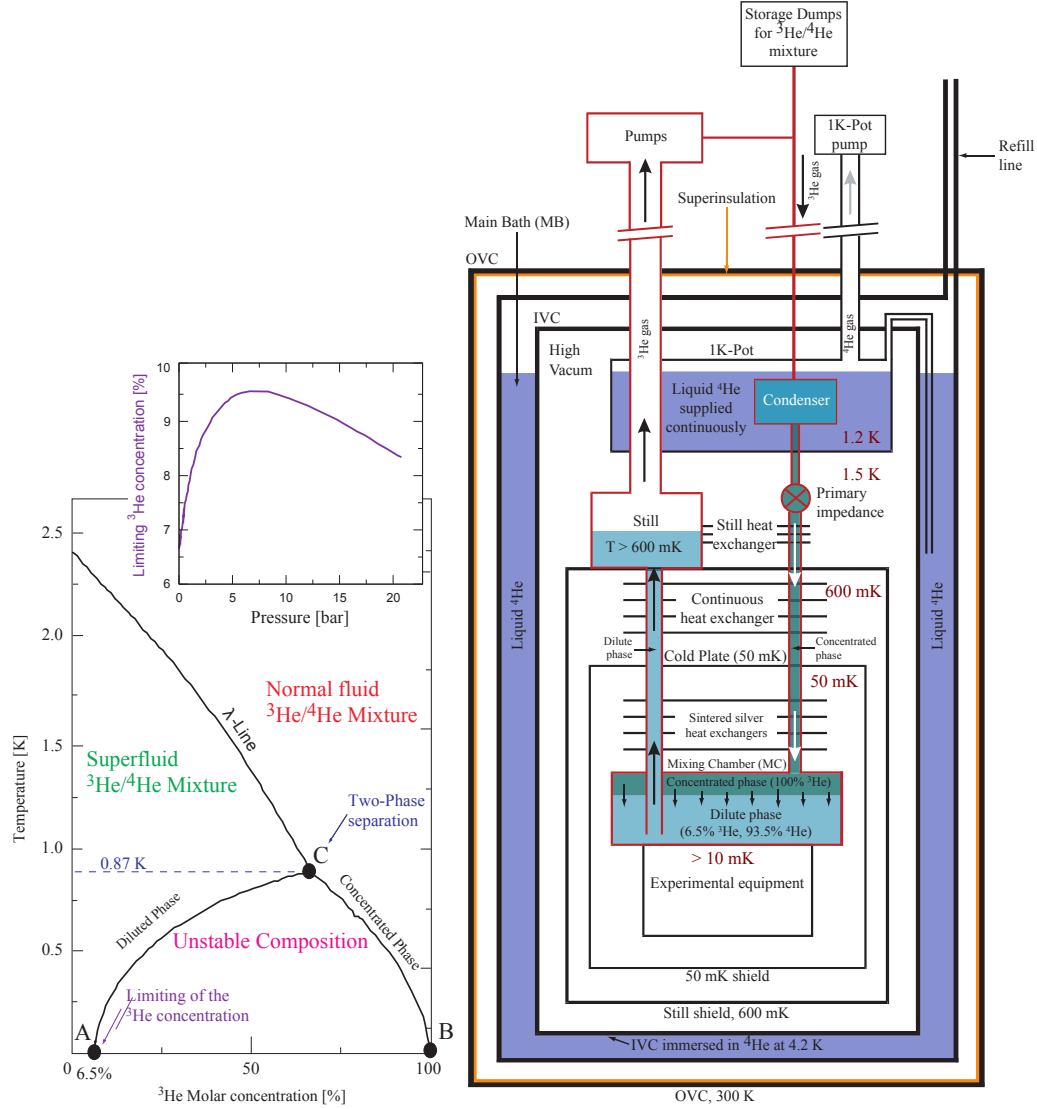 Storage Dumps
for ³He/⁴He
mixture
Pumps
1K-Pot
pump
³He gas
Refill
line
Superinsulation
Main Bath (MB)
OVC
IVC
High
Vacum
³He gas
⁴He gas
1K-Pot
Liquid ⁴He
supplied
continuously
Condenser
1.2 K
1.5 K
Primary
impedance
Still
T > 600 mK
Still heat
exchanger
600 mK
Continuous
heat exchanger
Dilute
phase
Concentrated
phase
Cold Plate (50 mK)
50 mK
Sintered silver
heat exchangers
Mixing Chamber (MC)
Concentrated phase (100% ³He)
Dilute phase
(6.5% ³He, 93.5% ⁴He)
> 10 mK
Experimental equipment
50 mK shield
Still shield, 600 mK
IVC immersed in ⁴He at 4.2 K
OVC, 300 K
Liquid ⁴He
Liquid ⁴He
Limiting ³He concentration [%]
10
9
8
7
6
0
5
10
15
20
Pressure [bar]
Temperature [K]
2.5
2.0
1.5
1.0
0.5
0.87 K
λ-Line
Normal fluid
³He/⁴He Mixture
Superfluid
³He/⁴He Mixture
Two-Phase
separation
C
Diluted Phase
Concentrated Phase
Unstable Composition
Limiting of the
³He concentration
A
B
0
6.5%
50
100
³He Molar concentration [%]